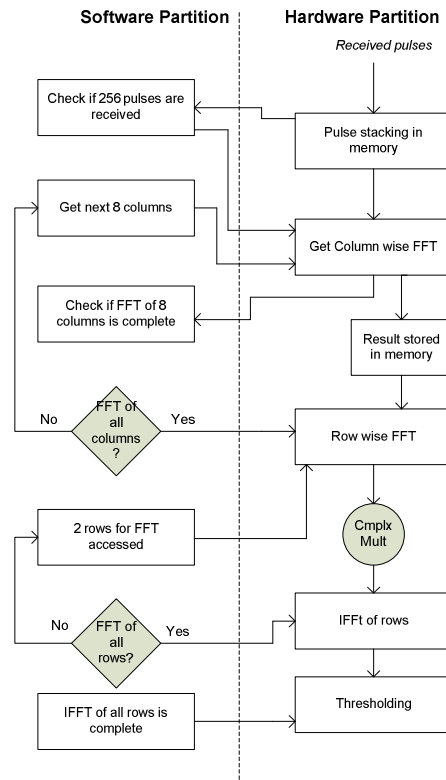 Software Partition
Hardware Partition
Received pulses
Check if 256 pulses are
received
Pulse stacking in
memory
Get next 8 columns
Get Column wise FFT
Check if FFT of 8
columns is complete
Result stored
in memory
No
FFT of
all
columns
?
Yes
Row wise FFT
2 rows for FFT
accessed
Cmplx
Mult
No
FFT of
all
rows?
Yes
IFFt of rows
IFFT of all rows is
complete
Thresholding